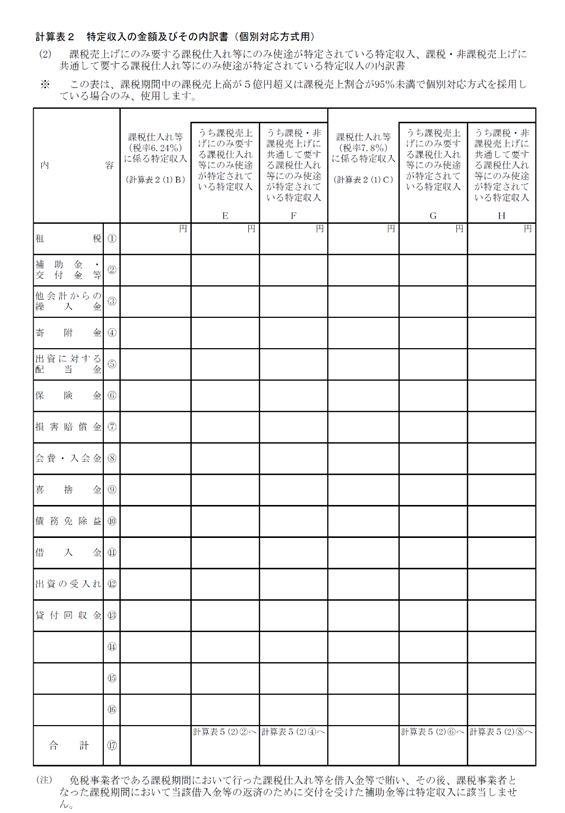 計算表２　特定収入の金額及びその内訳書（個別対応方式用）
(2)　課税売上げにのみ要する課税仕入れ等にのみ使途が特定されている特定収入、課税・非課税売上げに
共通して要する課税仕入れ等にのみ使途が特定されている特定収入の内訳書
※　この表は、課税期間中の課税売上高が５億円超又は課税売上割合が95％未満で個別対応方式を採用し
ている場合のみ、使用します。
内　　　　　容
課税仕入れ等
(税率6.24%)
に係る特定収入
(計算表２(1)Ｂ)
うち課税売上
げにのみ要す
る課税仕入れ
等にのみ使途
が特定されて
いる特定収入
Ｅ
うち課税・非
課税売上げに
共通して要す
る課税仕入れ
等にのみ使途
が特定されて
いる特定収入
Ｆ
課税仕入れ等
(税率7.8%)
に係る特定収入
(計算表２(1)Ｃ)
うち課税売上
げにのみ要す
る課税仕入れ
等にのみ使途
が特定されて
いる特定収入
Ｇ
うち課税・非
課税売上げに
共通して要す
る課税仕入れ
等にのみ使途
が特定されて
いる特定収入
Ｈ
租　　　税 ① 円 円 円 円 円 円
補助金・
交付金等 ②
他会計からの
繰入金 ③
寄附金 ④
出資に対する
配当金 ⑤
保険金 ⑥
損害賠償金 ⑦
会費・入会金 ⑧
喜捨金 ⑨
債務免除益 ⑩
借入金 ⑪
出資の受入れ ⑫
貸付回収金 ⑬
⑭
⑮
⑯
合　　計 ⑰ 計算表５(2)②へ 計算表５(2)④へ 計算表５(2)⑥へ 計算表５(2)⑧へ
(注)　免税事業者である課税期間において行った課税仕入れ等を借入金等で賄い、その後、課税事業者と
なった課税期間において当該借入金等の返済のために交付を受けた補助金等は特定収入に該当しませ
ん。